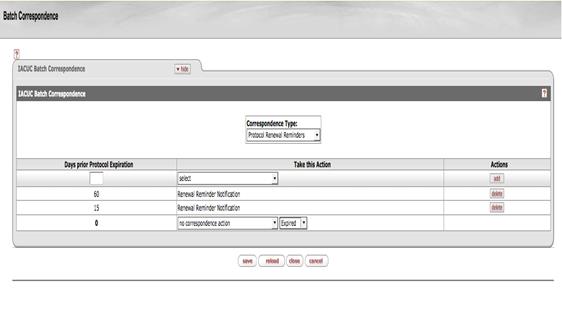 Batch Correspondence
?
IACUC Batch Correspondence
▼ hide
IACUC Batch Correspondence
?
Correspondence Type:
Protocol Renewal Reminders
Days prior Protocol Expiration Take this Action Actions
select add
60 Renewal Reminder Notification delete
15 Renewal Reminder Notification delete
0 no correspondence action Expired
save reload close cancel